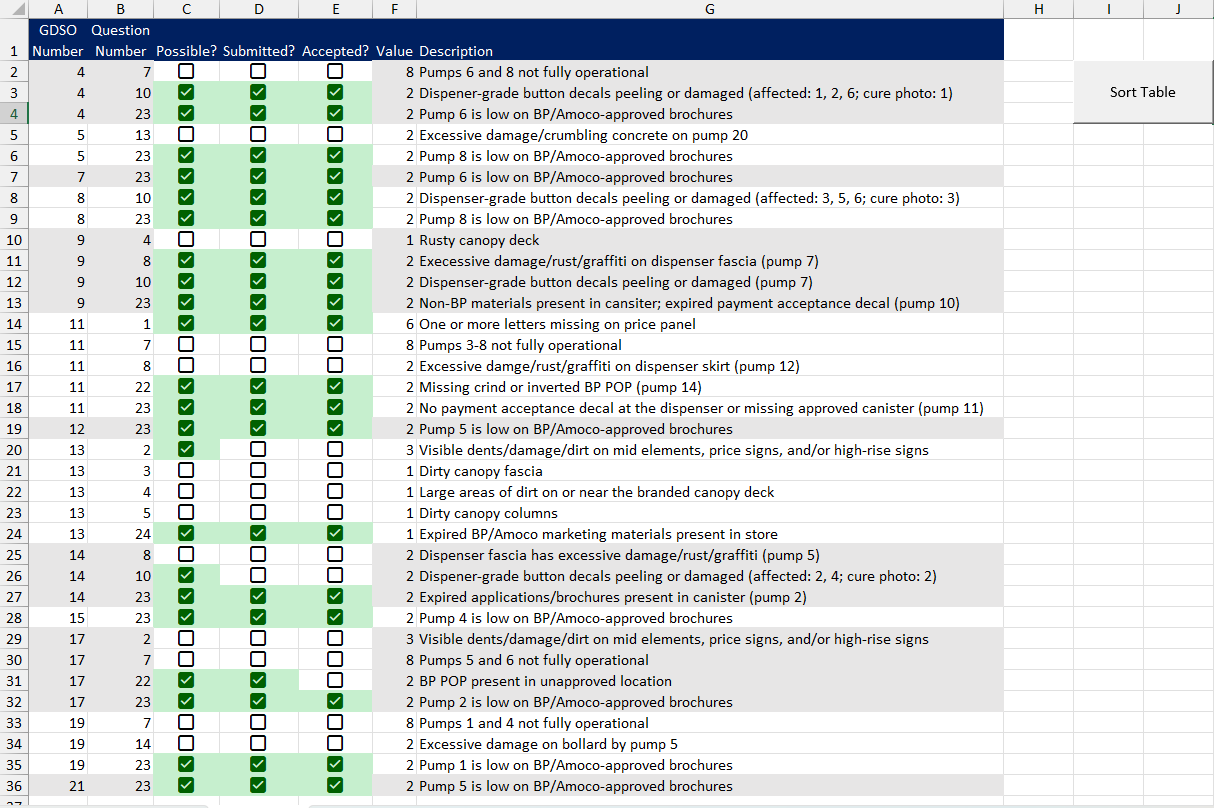 A B C D E F G H I J
GDSO Question
1 Number Number Possible? Submitted? Accepted? Value Description
2 4 7 8 Pumps 6 and 8 not fully operational
3 4 10 2 Dispener-grade button decals peeling or damaged (affected: 1, 2, 6; cure photo: 1)
Sort Table
4 4 23 2 Pump 6 is low on BP/Amoco-approved brochures
5 5 13 2 Excessive damage/crumbling concrete on pump 20
6 5 23 2 Pump 8 is low on BP/Amoco-approved brochures
7 7 23 2 Pump 6 is low on BP/Amoco-approved brochures
8 8 10 2 Dispenser-grade button decals peeling or damaged (affected: 3, 5, 6; cure photo: 3)
9 8 23 2 Pump 8 is low on BP/Amoco-approved brochures
10 9 4 1 Rusty canopy deck
11 9 8 2 Execessive damage/rust/graffiti on dispenser fascia (pump 7)
12 9 10 2 Dispenser-grade button decals peeling or damaged (pump 7)
13 9 23 2 Non-BP materials present in cansiter; expired payment acceptance decal (pump 10)
14 11 1 6 One or more letters missing on price panel
15 11 7 8 Pumps 3-8 not fully operational
16 11 8 2 Excessive damge/rust/graffiti on dispenser skirt (pump 12)
17 11 22 2 Missing crind or inverted BP POP (pump 14)
18 11 23 2 No payment acceptance decal at the dispenser or missing approved canister (pump 11)
19 12 23 2 Pump 5 is low on BP/Amoco-approved brochures
20 13 2 3 Visible dents/damage/dirt on mid elements, price signs, and/or high-rise signs
21 13 3 1 Dirty canopy fascia
22 13 4 1 Large areas of dirt on or near the branded canopy deck
23 13 5 1 Dirty canopy columns
24 13 24 1 Expired BP/Amoco marketing materials present in store
25 14 8 2 Dispenser fascia has excessive damage/rust/graffiti (pump 5)
26 14 10 2 Dispener-grade button decals peeling or damaged (affected: 2, 4; cure photo: 2)
27 14 23 2 Expired applications/brochures present in canister (pump 2)
28 15 23 2 Pump 4 is low on BP/Amoco-approved brochures
29 17 2 3 Visible dents/damage/dirt on mid elements, price signs, and/or high-rise signs
30 17 7 8 Pumps 5 and 6 not fully operational
31 17 22 2 BP POP present in unapproved location
32 17 23 2 Pump 2 is low on BP/Amoco-approved brochures
33 19 7 8 Pumps 1 and 4 not fully operational
34 19 14 2 Excessive damage on bollard by pump 5
35 19 23 2 Pump 1 is low on BP/Amoco-approved brochures
36 21 23 2 Pump 5 is low on BP/Amoco-approved brochures